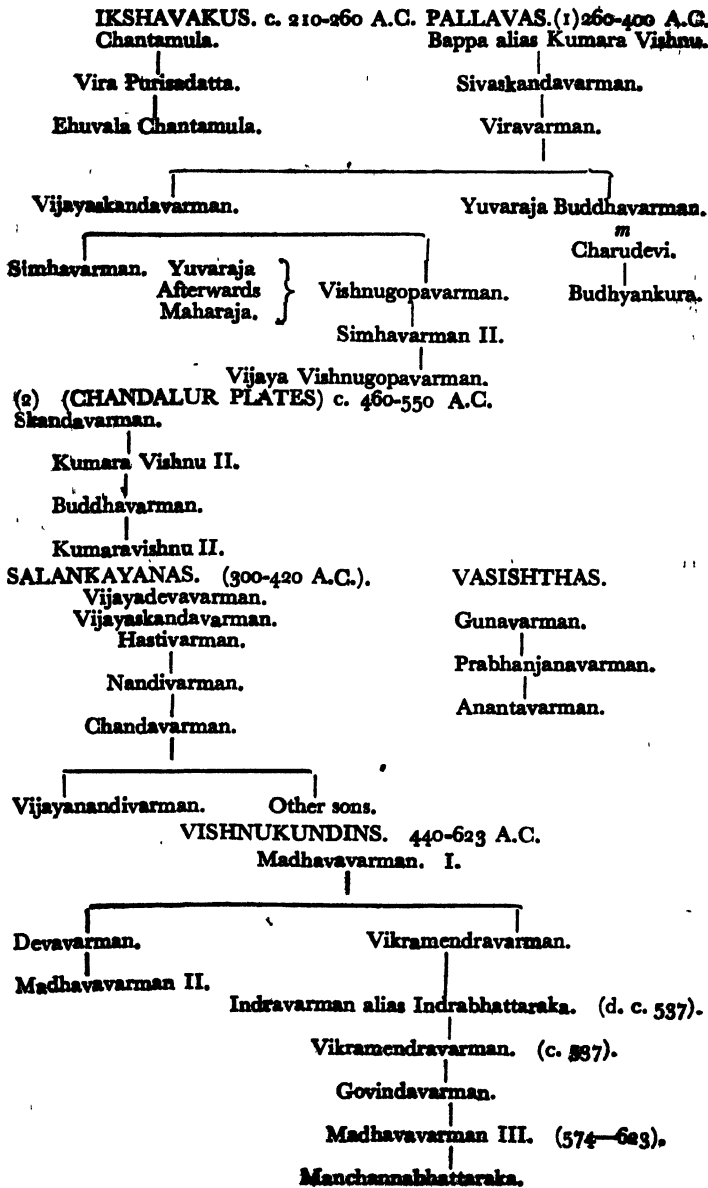 IKSHAVAKUS. c. 210-260 A.C. PALLAVAS.(1)260-400 A.C.
Chantamula. Bappa alias Kumara Vishnu.
Vira Purisadatta. Sivaskandavarman.
Ehuvala Chantamula. Viravarman.
Vijayaskandavarman. Yuvaraja Buddhavarman.
m
Charudevi.
Budhyankura.
Simhavarman. Yuvaraja
Afterwards
Maharaja.
Vishnugopavarman.
Simhavarman II.
Vijaya Vishnugopavarman.
(2) (CHANDALUR PLATES) c. 460-550 A.C.
Skandavarman.
Kumara Vishnu II.
Buddhavarman.
Kumaravishnu II.
SALANKAYANAS. (300-420 A.C.).
Vijayadevavarman.
Vijayaskandavarman.
Hastivarman.
Nandivarman.
Chandavarman.
Vijayanandivarman. Other sons.
VASISHTHAS.
Gunavarman.
Prabhanjanavarman.
Anantavarman.
VISHNUKUNDINS. 440-623 A.C.
Madhavavarman. I.
Devavarman. Vikramendravarman.
Madhavavarman II.
Indravarman alias Indrabhattaraka. (d. c. 537).
Vikramendravarman. (c. 537).
Govindavarman.
Madhavavarman III. (574—623).
Manchannabhattaraka.